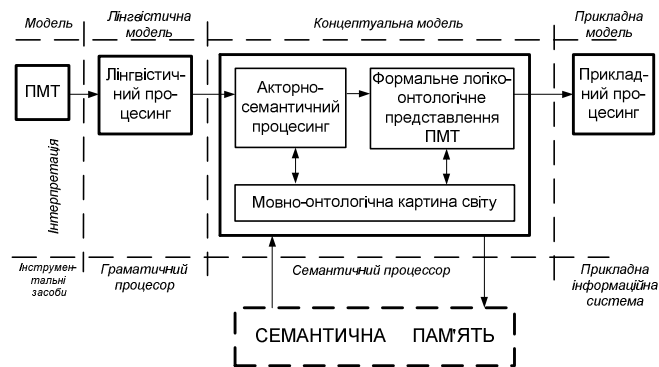 Модель
Лінгвістична
модель
Концептуальна модель
Прикладна
модель
ПМТ
Лінгвістич-
ний про-
цесинг
Акторно-
семантичний
процесинг
Формальне логіко-
онтологічне
представлення
ПМТ
Приклад-
ний про-
цесинг
Мовно-онтологічна картина світу
Інтерпретація
Інструмен-
тальні
засоби
Граматичний
процесор
Семантичний процессор
Прикладна
інформаційна
система
СЕМАНТИЧНА ПАМ'ЯТЬ